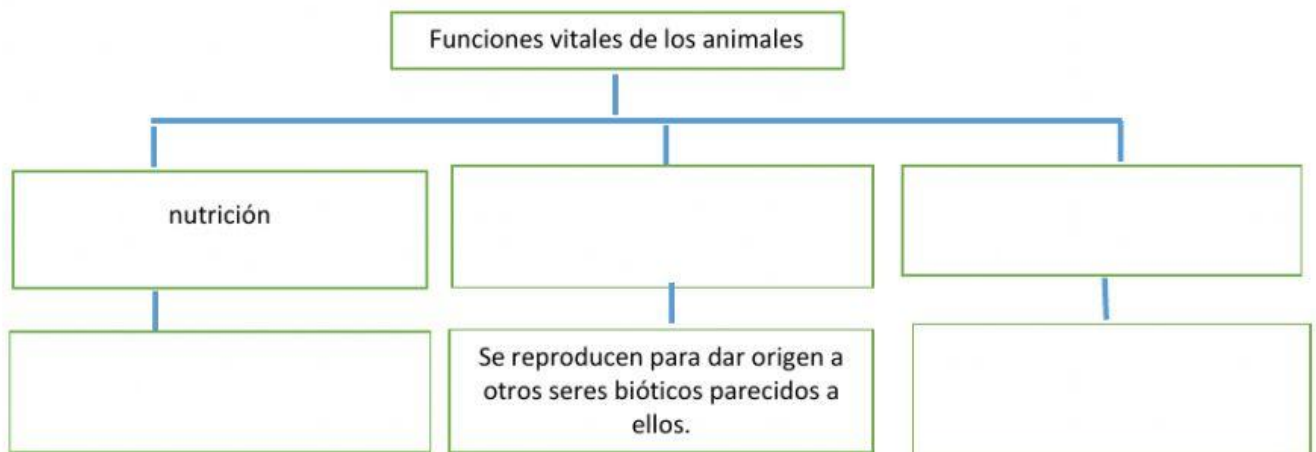 Funciones vitales de los animales
nutrición
Se reproducen para dar origen a
otros seres bióticos parecidos a
ellos.